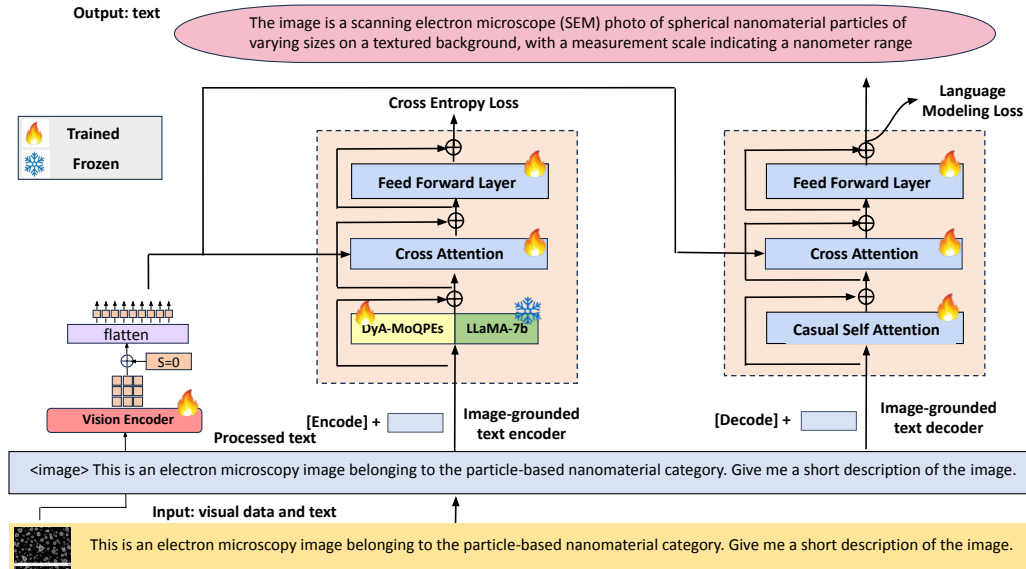 Output: text
The image is a scanning electron microscope (SEM) photo of spherical nanomaterial particles of
varying sizes on a textured background, with a measurement scale indicating a nanometer range
Trained
Frozen
Cross Entropy Loss
Feed Forward Layer
Cross Attention
DyA-MoQPEs
LLaMA-7b
[Encode] +
Image-grounded
text encoder
Language
Modeling Loss
Feed Forward Layer
Cross Attention
Casual Self Attention
[Decode] +
Image-grounded
text decoder
flatten
S=0
Vision Encoder
Processed text
<image> This is an electron microscopy image belonging to the particle-based nanomaterial category. Give me a short description of the image.
Input: visual data and text
This is an electron microscopy image belonging to the particle-based nanomaterial category. Give me a short description of the image.